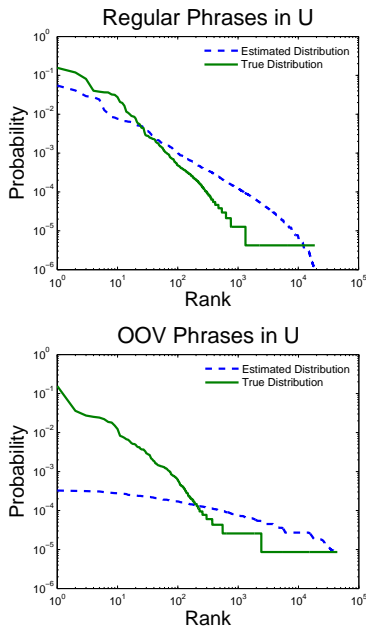 Regular Phrases in U
10^0
Estimated Distribution
True Distribution
10^-1
10^-2
10^-3
10^-4
10^-5
10^-6
Probability
10^0 10^1 10^2 10^3 10^4 10^5
Rank
OOV Phrases in U
10^0
Estimated Distribution
True Distribution
10^-1
10^-2
10^-3
10^-4
10^-5
10^-6
Probability
10^0 10^1 10^2 10^3 10^4 10^5
Rank